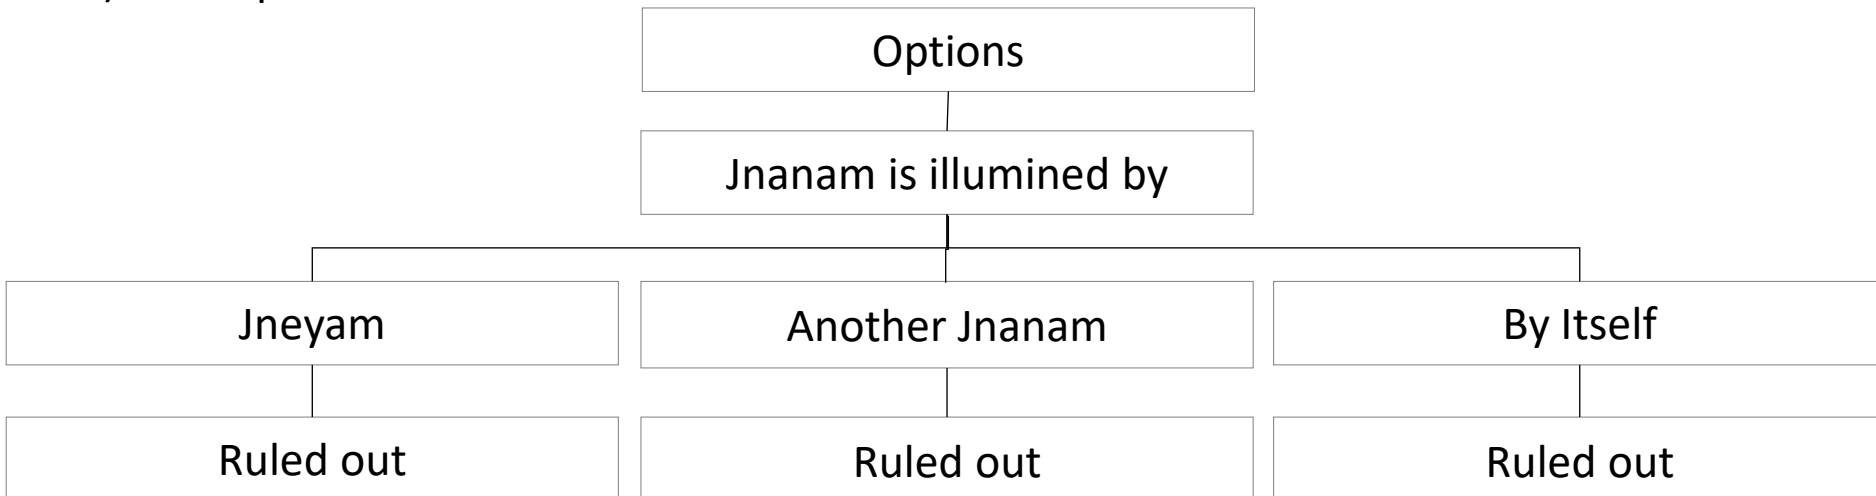 Options
Jnanam is illumined by
Jneyam
Another Jnanam
By Itself
Ruled out
Ruled out
Ruled out